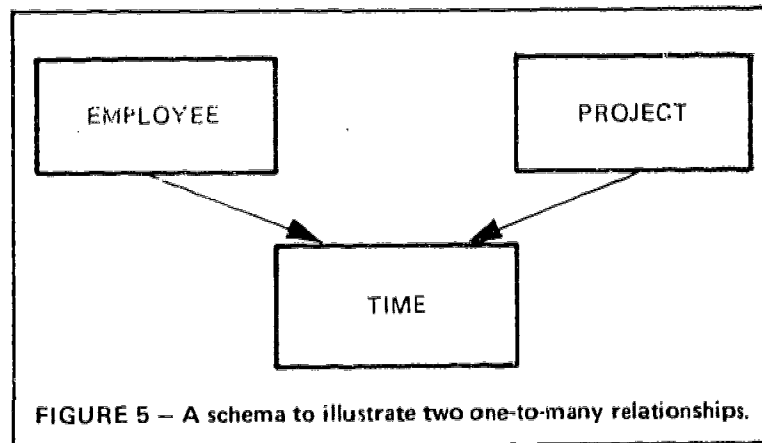 EMPLOYEE
PROJECT
TIME
FIGURE 5 – A schema to illustrate two one-to-many relationships.